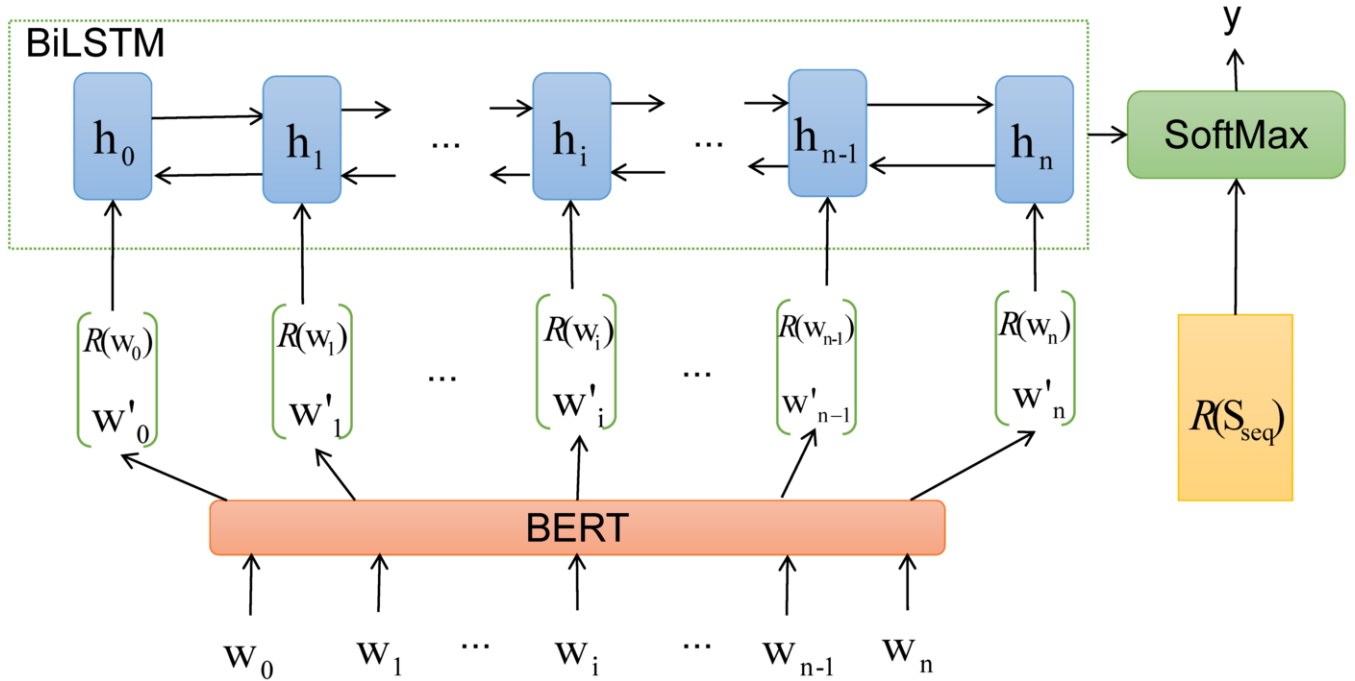 y
BiLSTM
h₀ h₁ ... hᵢ ... hₙ₋₁ hₙ
SoftMax
R(w₀) R(w₁) R(wᵢ) R(wₙ₋₁) R(wₙ)
... ...
w'₀ w'₁ w'ᵢ w'ₙ₋₁ w'ₙ
R(Sseq)
BERT
w₀ w₁ ... wᵢ ... wₙ₋₁ wₙ